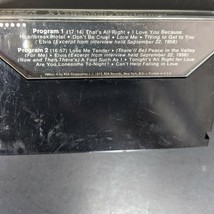 Program 1 (17:14) That's All Right • I Love You Because
Heartbreak Hotel • Don't Be Cruel • Love Me • Trying to Get to You
Elvis (Excerpt from interview held September 22, 1958)
Program 2 (16:57) Love Me Tender • (There'll Be) Peace in the Valley
(For Me) • Elvis (Excerpt from interview held September 22, 1958)
(Now and Then, There's) A Fool Such As I • Tonight's All Right for Love
Are You Lonesome To-Night? • Can't Help Falling in Love
RCA Records, New York,